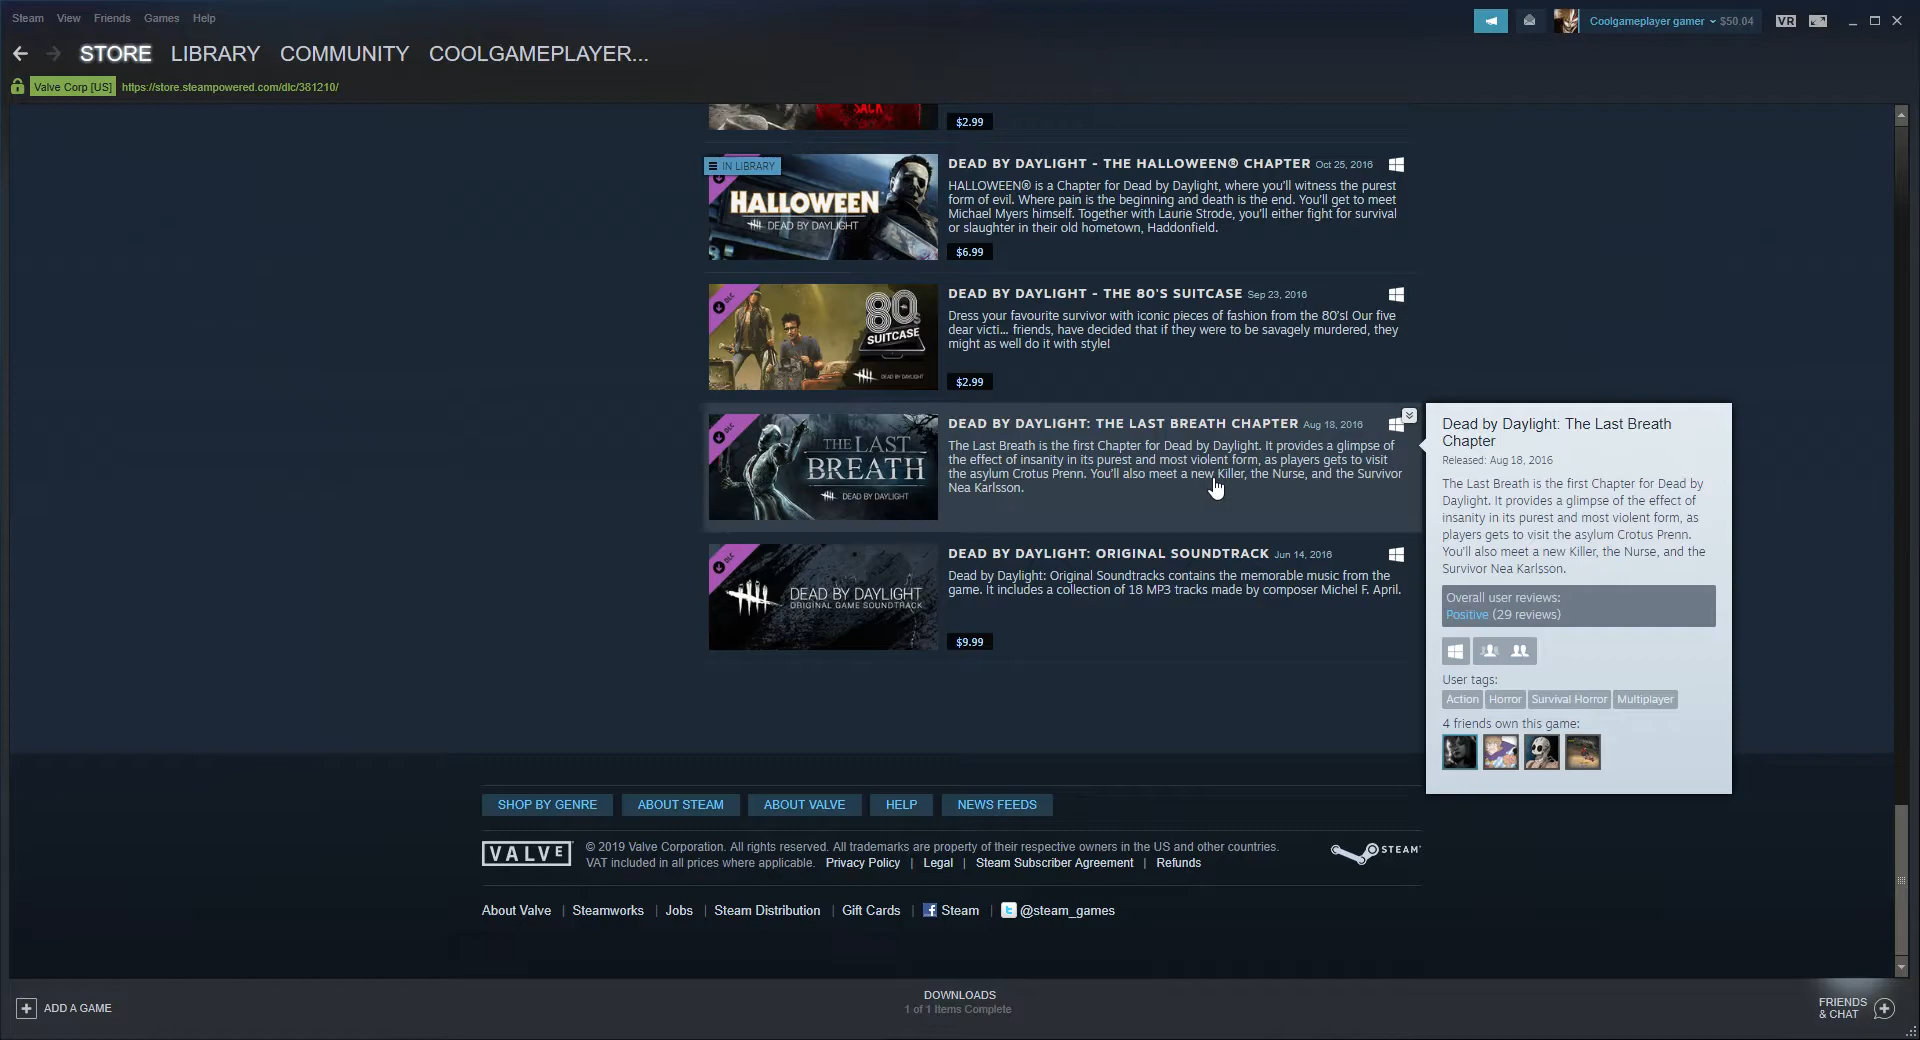 Steam View Friends Games Help
Coolgameplayer gamer $50.04 VR
STORE LIBRARY COMMUNITY COOLGAMEPLAYER...
Valve Corp [US] https://store.steampowered.com/dlc/381210/
SACK
$2.99
IN LIBRARY
HALLOWEEN
DEAD BY DAYLIGHT
DEAD BY DAYLIGHT - THE HALLOWEEN® CHAPTER Oct 25, 2016
HALLOWEEN® is a Chapter for Dead by Daylight, where you'll witness the purest
form of evil. Where pain is the beginning and death is the end. You'll get to meet
Michael Myers himself. Together with Laurie Strode, you'll either fight for survival
or slaughter in their old hometown, Haddonfield.
$6.99
DLC
80s
SUITCASE
DEAD BY DAYLIGHT
DEAD BY DAYLIGHT - THE 80'S SUITCASE Sep 23, 2016
Dress your favourite survivor with iconic pieces of fashion from the 80's! Our five
dear victi... friends, have decided that if they were to be savagely murdered, they
might as well do it with style!
$2.99
DLC
THE LAST
BREATH
DEAD BY DAYLIGHT
DEAD BY DAYLIGHT: THE LAST BREATH CHAPTER Aug 18, 2016
The Last Breath is the first Chapter for Dead by Daylight. It provides a glimpse of
the effect of insanity in its purest and most violent form, as players gets to visit
the asylum Crotus Prenn. You'll also meet a new Killer, the Nurse, and the Survivor
Nea Karlsson.
DLC
DEAD BY DAYLIGHT
ORIGINAL GAME SOUNDTRACK
DEAD BY DAYLIGHT: ORIGINAL SOUNDTRACK Jun 14, 2016
Dead by Daylight: Original Soundtracks contains the memorable music from the
game. It includes a collection of 18 MP3 tracks made by composer Michel F. April.
$9.99
Dead by Daylight: The Last Breath
Chapter
Released: Aug 18, 2016
The Last Breath is the first Chapter for Dead by
Daylight. It provides a glimpse of the effect of
insanity in its purest and most violent form, as
players gets to visit the asylum Crotus Prenn.
You'll also meet a new Killer, the Nurse, and the
Survivor Nea Karlsson.
Overall user reviews:
Positive (29 reviews)
User tags:
Action Horror Survival Horror Multiplayer
4 friends own this game:
SHOP BY GENRE ABOUT STEAM ABOUT VALVE HELP NEWS FEEDS
VALVE
© 2019 Valve Corporation. All rights reserved. All trademarks are property of their respective owners in the US and other countries.
VAT included in all prices where applicable. Privacy Policy | Legal | Steam Subscriber Agreement | Refunds
STEAM
About Valve | Steamworks | Jobs | Steam Distribution | Gift Cards | Steam | @steam_games
ADD A GAME
DOWNLOADS
1 of 1 Items Complete
FRIENDS
& CHAT